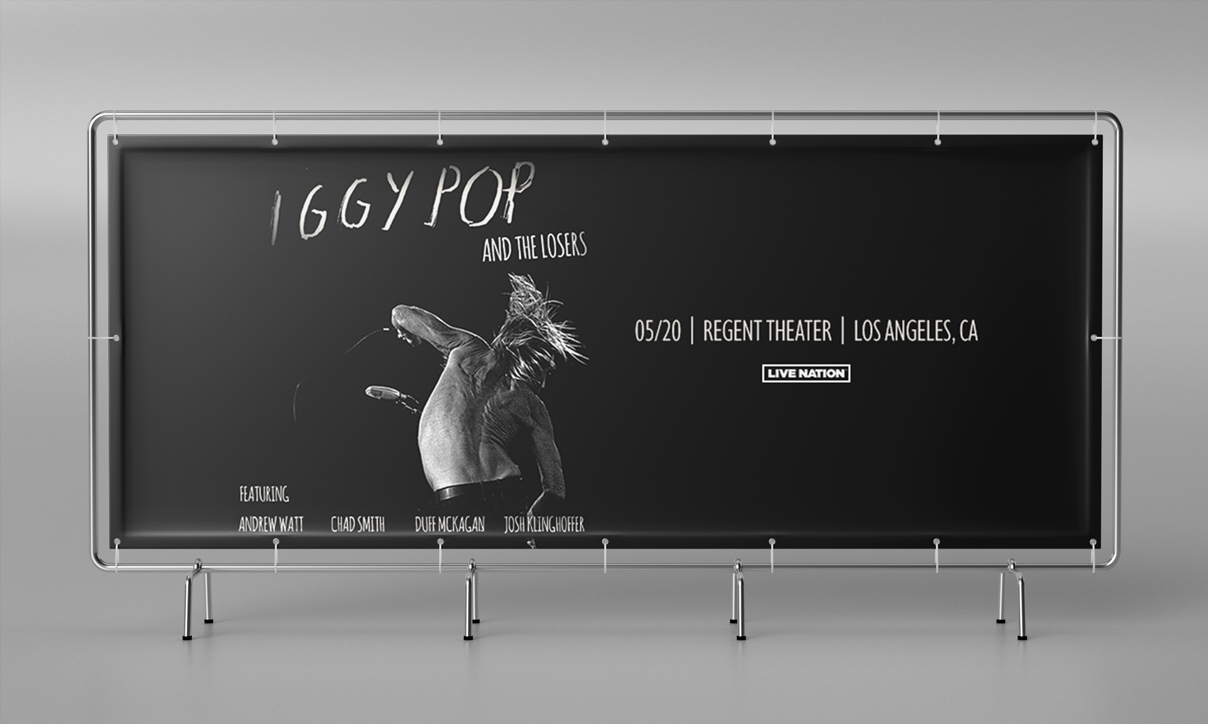 IGGY POP
AND THE LOSERS
05/20 | REGENT THEATER | LOS ANGELES, CA
LIVE NATION
FEATURING
ANDREW WATT CHAD SMITH DUFF MCKAGAN JOSH KLINGHOFFER